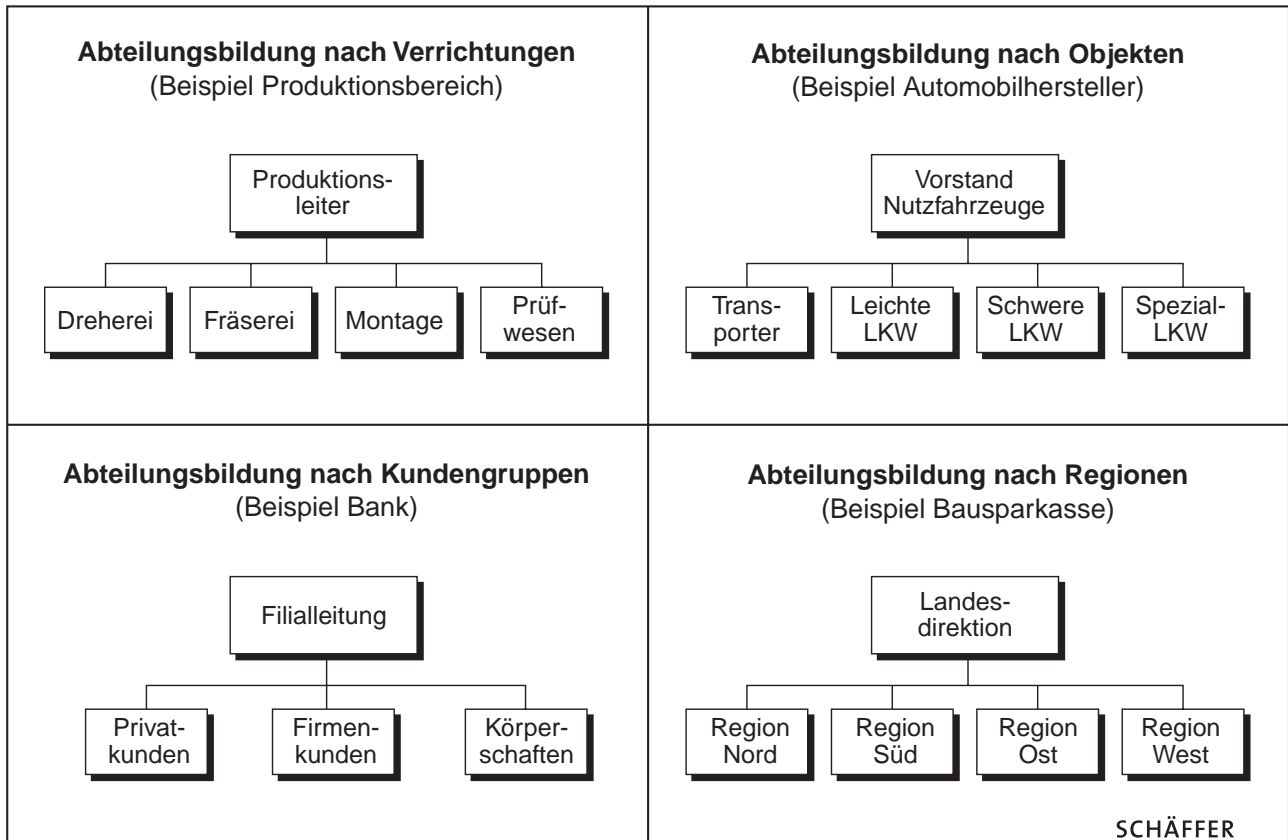 Abteilungsbildung nach Verrichtungen
(Beispiel Produktionsbereich)
Produktions-
leiter
Dreherei
Fräserei
Montage
Prüf-
wesen
Abteilungsbildung nach Objekten
(Beispiel Automobilhersteller)
Vorstand
Nutzfahrzeuge
Trans-
porter
Leichte
LKW
Schwere
LKW
Spezial-
LKW
Abteilungsbildung nach Kundengruppen
(Beispiel Bank)
Filialleitung
Privat-
kunden
Firmen-
kunden
Körper-
schaften
Abteilungsbildung nach Regionen
(Beispiel Bausparkasse)
Landes-
direktion
Region
Nord
Region
Süd
Region
Ost
Region
West
SCHÄFFER